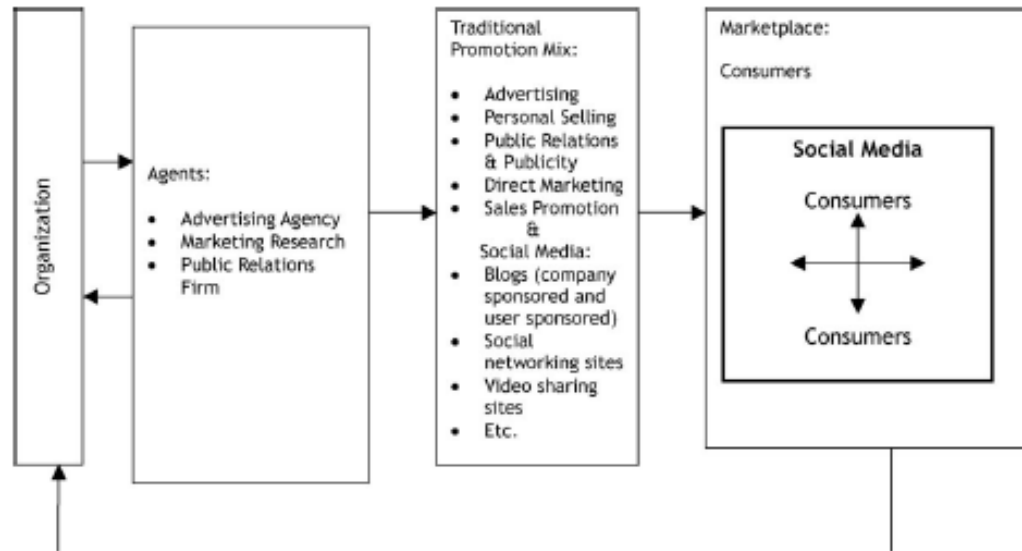 Organization
Agents:
• Advertising Agency
• Marketing Research
• Public Relations
Firm
Traditional
Promotion Mix:
• Advertising
• Personal Selling
• Public Relations
& Publicity
• Direct Marketing
• Sales Promotion
&
Social Media:
• Blogs (company
sponsored and
user sponsored)
• Social
networking sites
• Video sharing
sites
• Etc.
Marketplace:
Consumers
Social Media
Consumers
Consumers